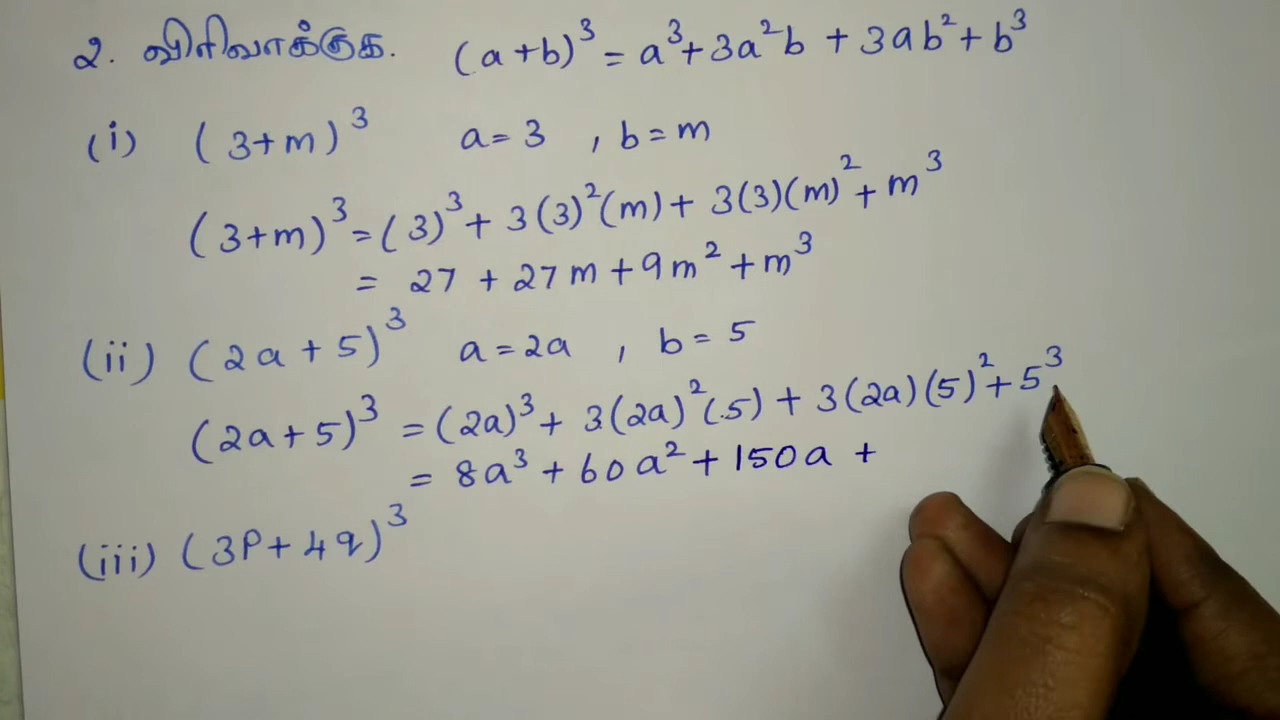 2. விரிவாக்குக. (a+b)³ = a³+3a²b + 3ab²+b³
(i) (3+m)³ a=3 , b=m
(3+m)³ = (3)³ + 3(3)²(m) + 3(3)(m)² + m³
= 27 + 27m + 9m² + m³
(ii) (2a + 5)³ a = 2a , b = 5
(2a+5)³ = (2a)³ + 3(2a)²(5) + 3(2a)(5)² + 5³
= 8a³ + 60a² + 150a +
(iii) (3P + 4q)³